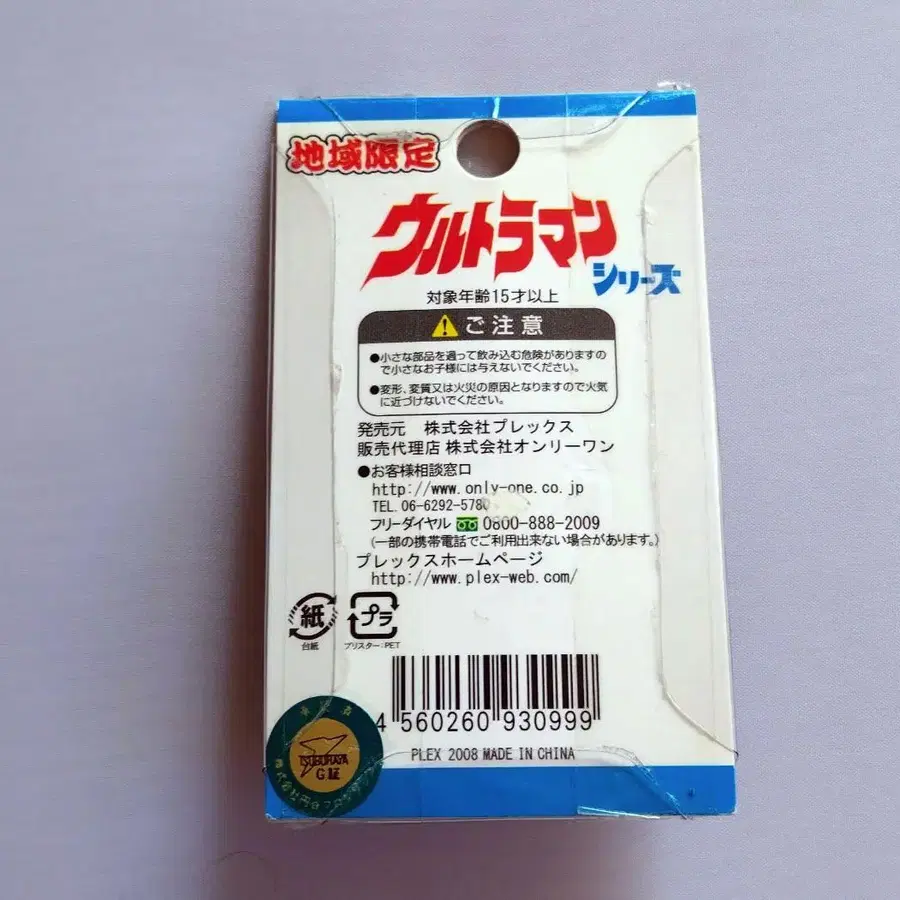 地域限定
ウルトラマン
シリーズ
対象年齢15才以上
ご注意
●小さな部品を誤って飲み込む危険がありますの
で小さなお子様には与えないでください。
●変形、変質又は火災の原因となりますので火気
に近づけないでください。
発売元 株式会社プレックス
販売代理店 株式会社オンリーワン
●お客様相談窓口
http://www.only-one.co.jp
TEL.06-6292-5780
フリーダイヤル 0800-888-2009
(一部の携帯電話でご利用出来ない場合があります。)
プレックスホームページ
http://www.plex-web.com/
紙
台紙
プラ
ブリスター:PET
4 560260 930999
PLEX 2008 MADE IN CHINA
TSUBURAYA
G証